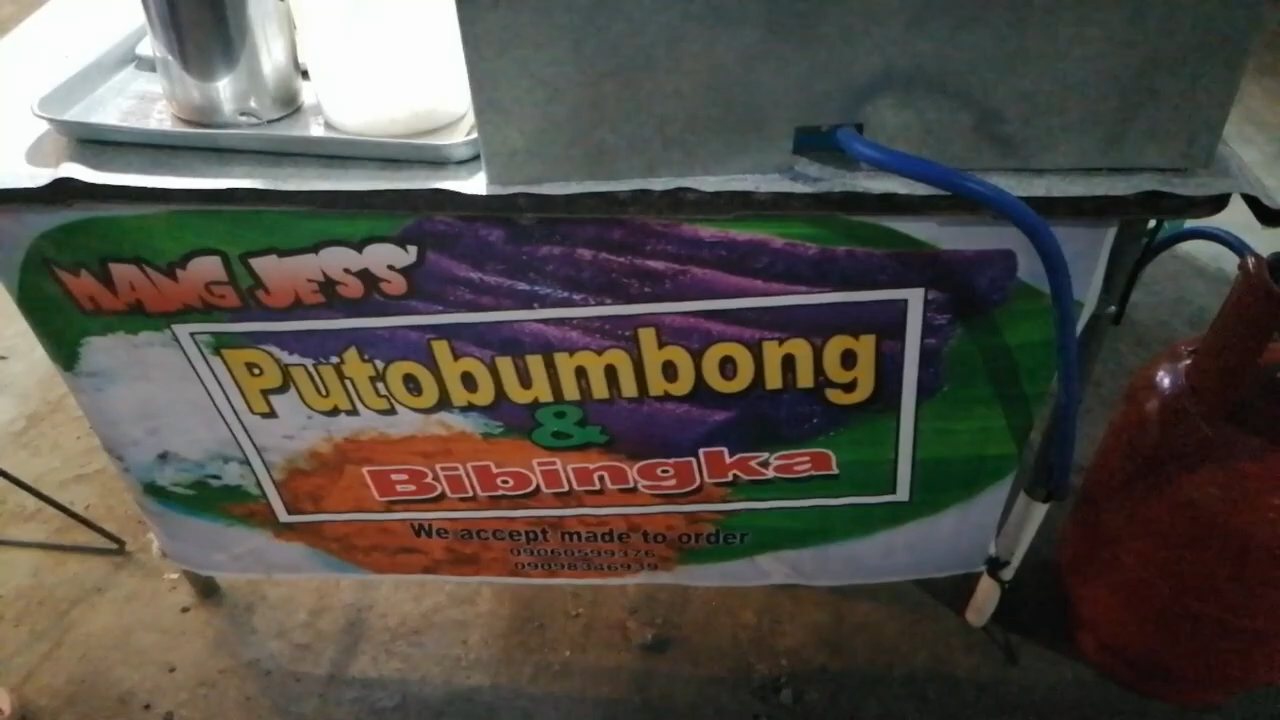 MANG JESS'
Putobumbong
&
Bibingka
We accept made to order
09060599376
09098346939